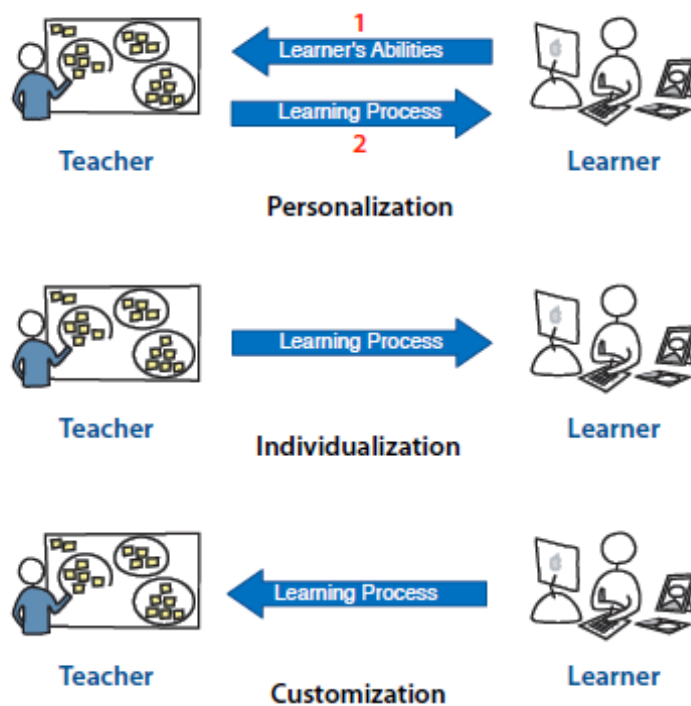 1
Learner's Abilities
Learning Process
2
Teacher
Learner
Personalization
Learning Process
Teacher
Learner
Individualization
Learning Process
Teacher
Learner
Customization